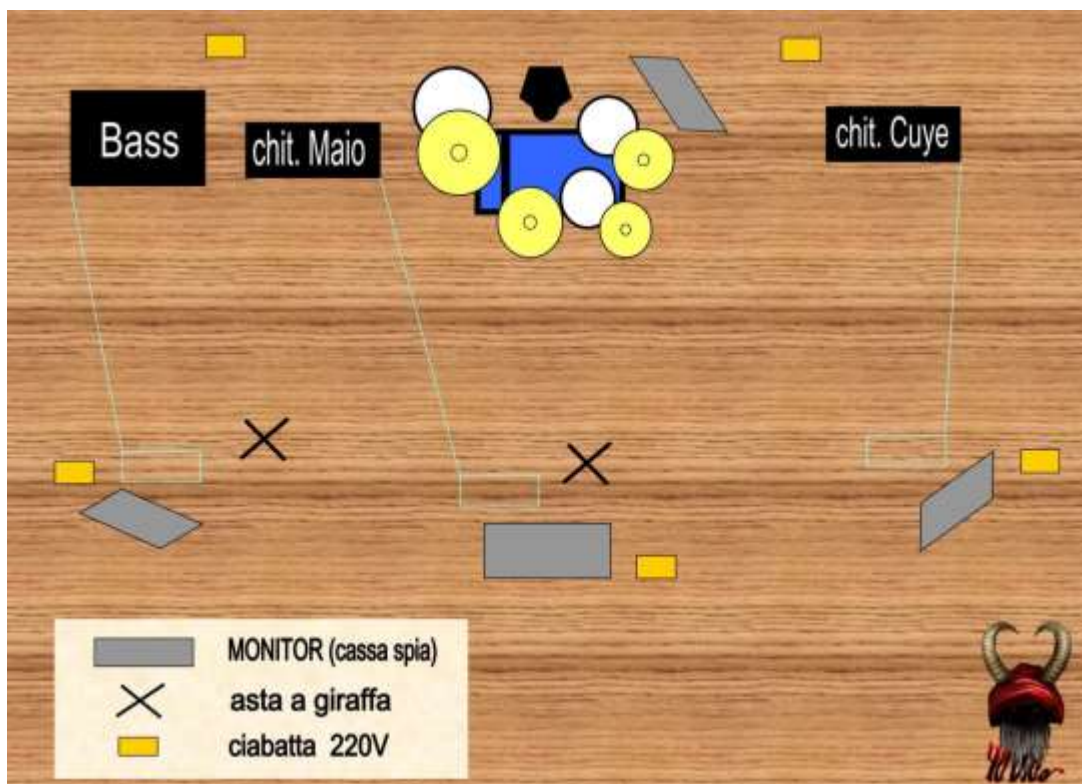 Bass
chit. Maio
chit. Cuye
MONITOR (cassa spia)
asta a giraffa
ciabatta 220V